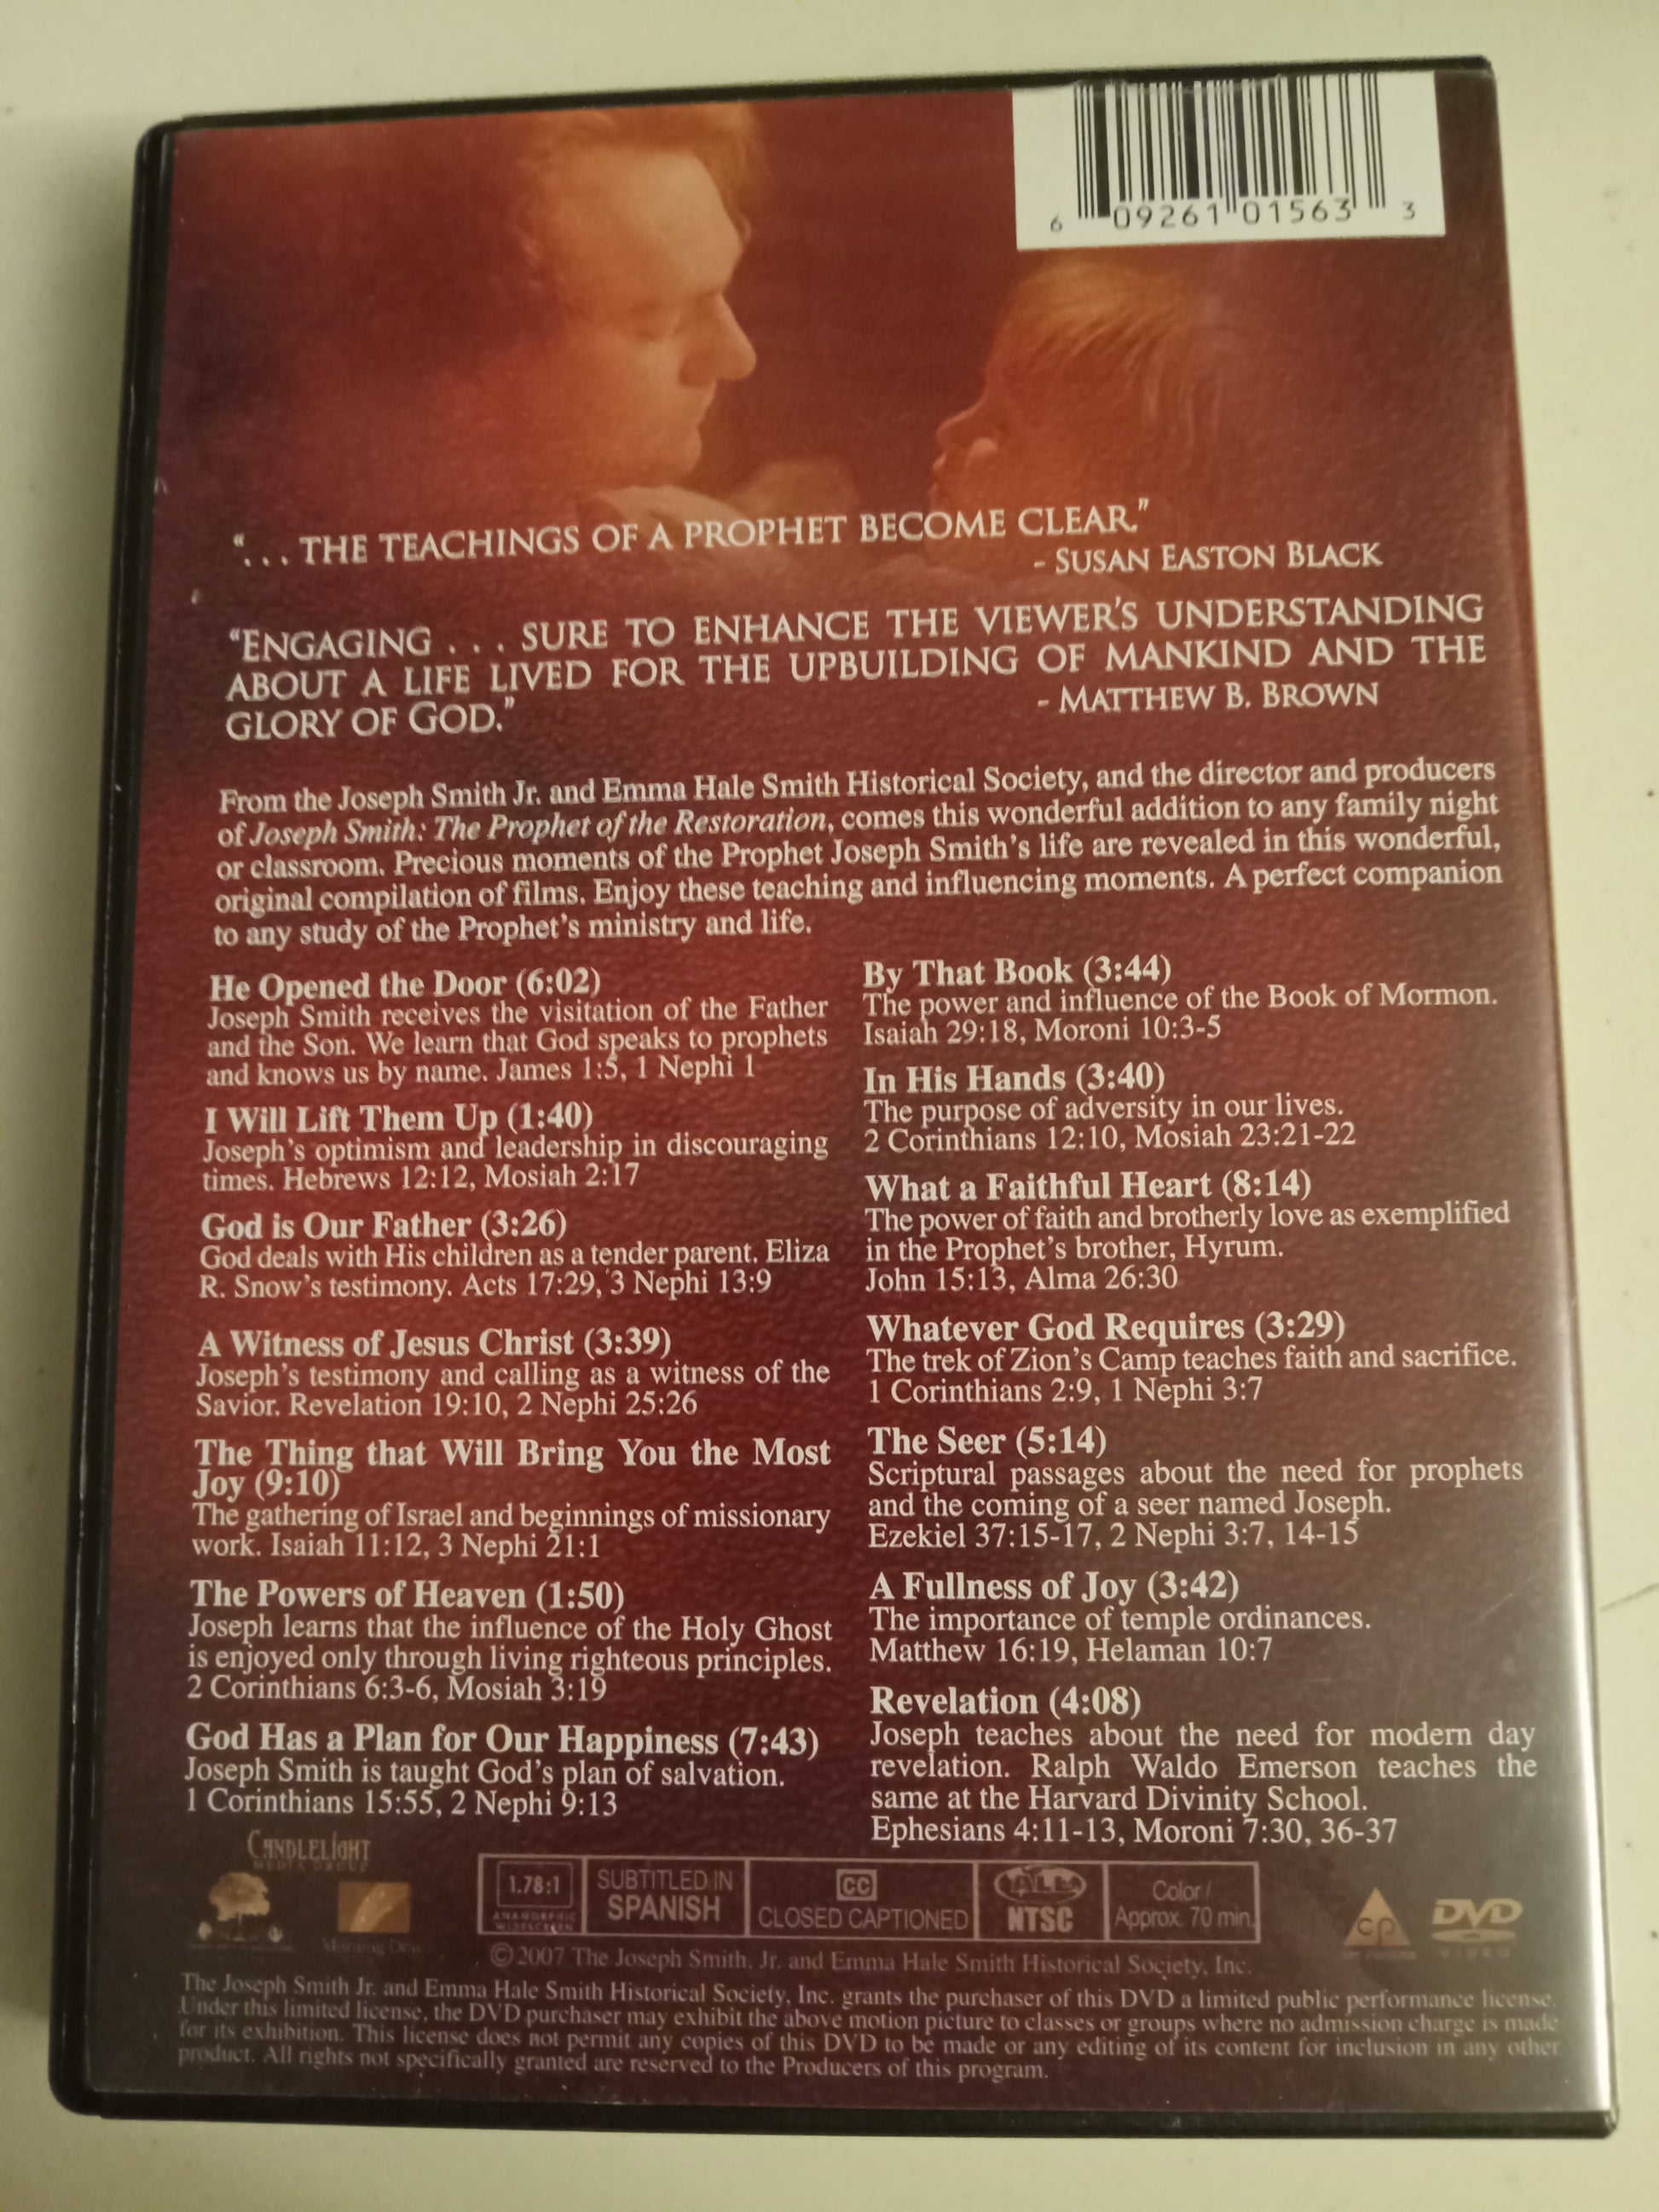 6 09261 01563 3
“. . . THE TEACHINGS OF A PROPHET BECOME CLEAR.”
- SUSAN EASTON BLACK
“ENGAGING . . . SURE TO ENHANCE THE VIEWER’S UNDERSTANDING
ABOUT A LIFE LIVED FOR THE UPBUILDING OF MANKIND AND THE
GLORY OF GOD.”
- MATTHEW B. BROWN
From the Joseph Smith Jr. and Emma Hale Smith Historical Society, and the director and producers
of Joseph Smith: The Prophet of the Restoration, comes this wonderful addition to any family night
or classroom. Precious moments of the Prophet Joseph Smith’s life are revealed in this wonderful,
original compilation of films. Enjoy these teaching and influencing moments. A perfect companion
to any study of the Prophet’s ministry and life.
He Opened the Door (6:02)
Joseph Smith receives the visitation of the Father
and the Son. We learn that God speaks to prophets
and knows us by name. James 1:5, 1 Nephi 1
I Will Lift Them Up (1:40)
Joseph’s optimism and leadership in discouraging
times. Hebrews 12:12, Mosiah 2:17
God is Our Father (3:26)
God deals with His children as a tender parent. Eliza
R. Snow’s testimony. Acts 17:29, 3 Nephi 13:9
A Witness of Jesus Christ (3:39)
Joseph’s testimony and calling as a witness of the
Savior. Revelation 19:10, 2 Nephi 25:26
The Thing that Will Bring You the Most
Joy (9:10)
The gathering of Israel and beginnings of missionary
work. Isaiah 11:12, 3 Nephi 21:1
The Powers of Heaven (1:50)
Joseph learns that the influence of the Holy Ghost
is enjoyed only through living righteous principles.
2 Corinthians 6:3-6, Mosiah 3:19
God Has a Plan for Our Happiness (7:43)
Joseph Smith is taught God’s plan of salvation.
1 Corinthians 15:55, 2 Nephi 9:13
By That Book (3:44)
The power and influence of the Book of Mormon.
Isaiah 29:18, Moroni 10:3-5
In His Hands (3:40)
The purpose of adversity in our lives.
2 Corinthians 12:10, Mosiah 23:21-22
What a Faithful Heart (8:14)
The power of faith and brotherly love as exemplified
in the Prophet’s brother, Hyrum.
John 15:13, Alma 26:30
Whatever God Requires (3:29)
The trek of Zion’s Camp teaches faith and sacrifice.
1 Corinthians 2:9, 1 Nephi 3:7
The Seer (5:14)
Scriptural passages about the need for prophets
and the coming of a seer named Joseph.
Ezekiel 37:15-17, 2 Nephi 3:7, 14-15
A Fullness of Joy (3:42)
The importance of temple ordinances.
Matthew 16:19, Helaman 10:7
Revelation (4:08)
Joseph teaches about the need for modern day
revelation. Ralph Waldo Emerson teaches the
same at the Harvard Divinity School.
Ephesians 4:11-13, Moroni 7:30, 36-37
CANDLELIGHT
MEDIA GROUP
Morning Dew
1.78:1
ANAMORPHIC
WIDESCREEN
SUBTITLED IN
SPANISH
CC
CLOSED CAPTIONED
ALL
NTSC
Color /
Approx. 70 min.
cp
DVD
VIDEO
©2007 The Joseph Smith, Jr. and Emma Hale Smith Historical Society, Inc.
The Joseph Smith Jr. and Emma Hale Smith Historical Society, Inc. grants the purchaser of this DVD a limited public performance license.
Under this limited license, the DVD purchaser may exhibit the above motion picture to classes or groups where no admission charge is made
for its exhibition. This license does not permit any copies of this DVD to be made or any editing of its content for inclusion in any other
product. All rights not specifically granted are reserved to the Producers of this program.